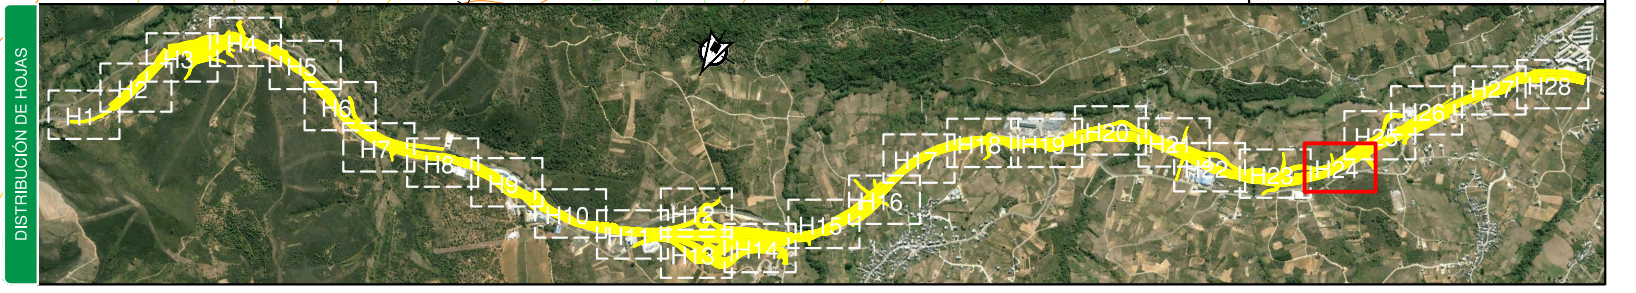 DISTRIBUCIÓN DE HOJAS
H1
H2
H3
H4
H5
H6
H7
H8
H9
H10
H11
H12
H13
H14
H15
H16
H17
H18
H19
H20
H21
H22
H23
H24
H25
H26
H27
H28